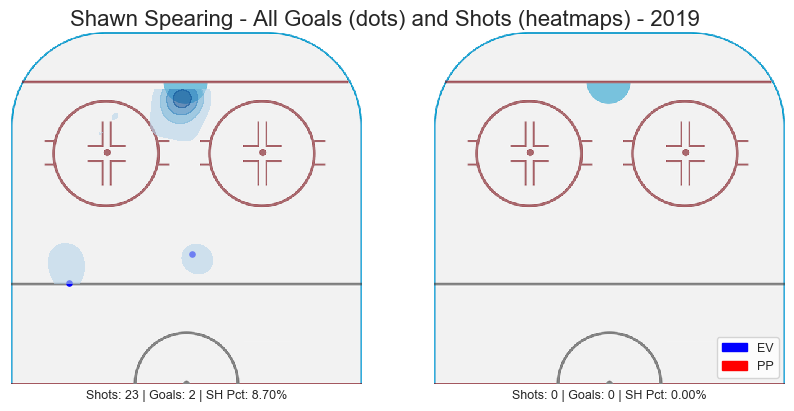 Shawn Spearing - All Goals (dots) and Shots (heatmaps) - 2019
EV
PP
Shots: 23 | Goals: 2 | SH Pct: 8.70%
Shots: 0 | Goals: 0 | SH Pct: 0.00%